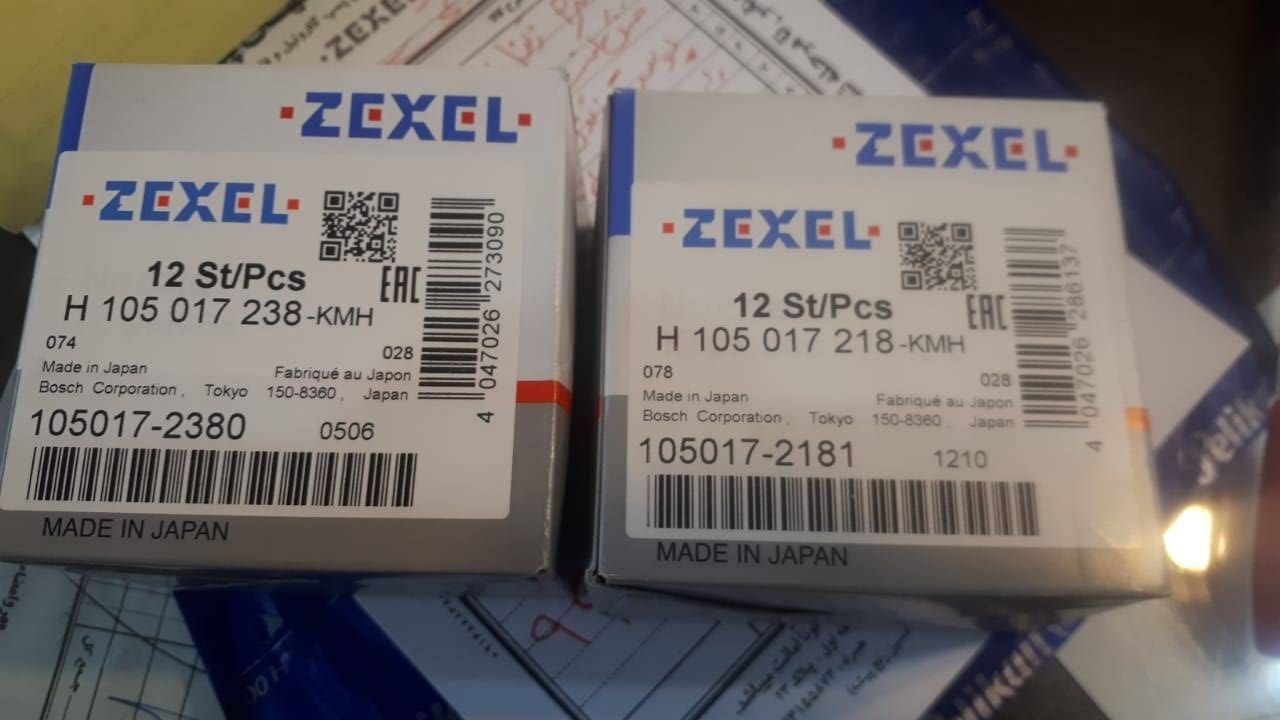 ZEXEL
ZEXEL
12 St/Pcs
EAC
H 105 017 238-KMH
074
028
Made in Japan
Fabriqué au Japon
Bosch Corporation, Tokyo 150-8360, Japan
105017-2380
0506
4 047026 273090
MADE IN JAPAN
ZEXEL
ZEXEL
12 St/Pcs
EAC
H 105 017 218-KMH
078
028
Made in Japan
Fabriqué au Japon
Bosch Corporation, Tokyo 150-8360, Japan
105017-2181
1210
4 047026 286137
MADE IN JAPAN
ZEXEL